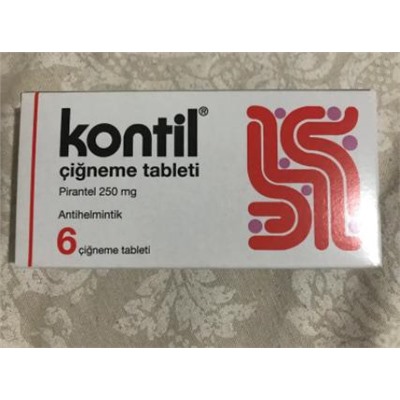 kontil®
çiğneme tableti
Pirantel 250 mg
Antihelmintik
6 çiğneme tableti